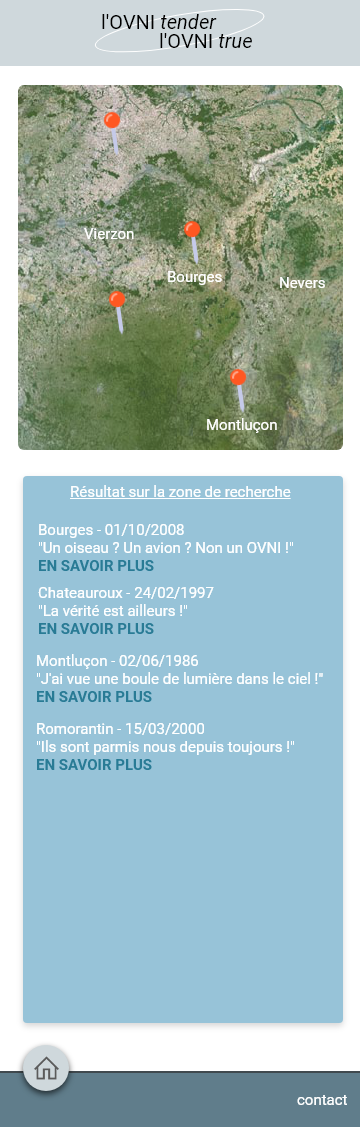 l'OVNI tender
l'OVNI true
Vierzon
Bourges
Nevers
Montluçon
Résultat sur la zone de recherche
Bourges - 01/10/2008
"Un oiseau ? Un avion ? Non un OVNI !"
EN SAVOIR PLUS
Chateauroux - 24/02/1997
"La vérité est ailleurs !"
EN SAVOIR PLUS
Montluçon - 02/06/1986
"J'ai vue une boule de lumière dans le ciel !"
EN SAVOIR PLUS
Romorantin - 15/03/2000
"Ils sont parmis nous depuis toujours !"
EN SAVOIR PLUS
contact